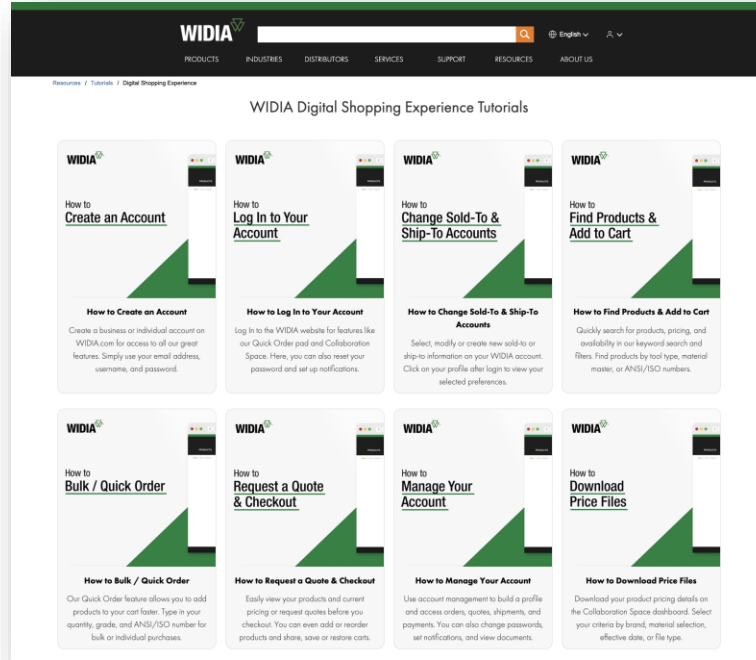 WIDIA
English
PRODUCTS INDUSTRIES DISTRIBUTORS SERVICES SUPPORT RESOURCES ABOUT US
Resources / Tutorials / Digital Shopping Experience
WIDIA Digital Shopping Experience Tutorials
WIDIA
How to
Create an Account
How to Create an Account
Create a business or individual account on
WIDIA.com for access to all our great
features. Simply use your email address,
username, and password.
WIDIA
How to
Log In to Your
Account
How to Log In to Your Account
Log In to the WIDIA website for features like
our Quick Order pad and Collaboration
Space. Here, you can also reset your
password and set up notifications.
WIDIA
How to
Change Sold-To &
Ship-To Accounts
How to Change Sold-To & Ship-To
Accounts
Select, modify or create new sold-to or
ship-to information on your WIDIA account.
Click on your profile after login to view your
selected preferences.
WIDIA
How to
Find Products &
Add to Cart
How to Find Products & Add to Cart
Quickly search for products, pricing, and
availability in our keyword search and
filters. Find products by tool type, material
master, or ANSI/ISO numbers.
WIDIA
How to
Bulk / Quick Order
How to Bulk / Quick Order
Our Quick Order feature allows you to add
products to your cart faster. Type in your
quantity, grade, and ANSI/ISO number for
bulk or individual purchases.
WIDIA
How to
Request a Quote
& Checkout
How to Request a Quote & Checkout
Easily view your products and current
pricing or request quotes before you
checkout. You can even add or reorder
products and share, save or restore carts.
WIDIA
How to
Manage Your
Account
How to Manage Your Account
Use account management to build a profile
and access orders, quotes, shipments, and
payments. You can also change passwords,
set notifications, and view documents.
WIDIA
How to
Download
Price Files
How to Download Price Files
Download your product pricing details on
the Collaboration Space dashboard. Select
your criteria by brand, material selection,
effective date, or file type.